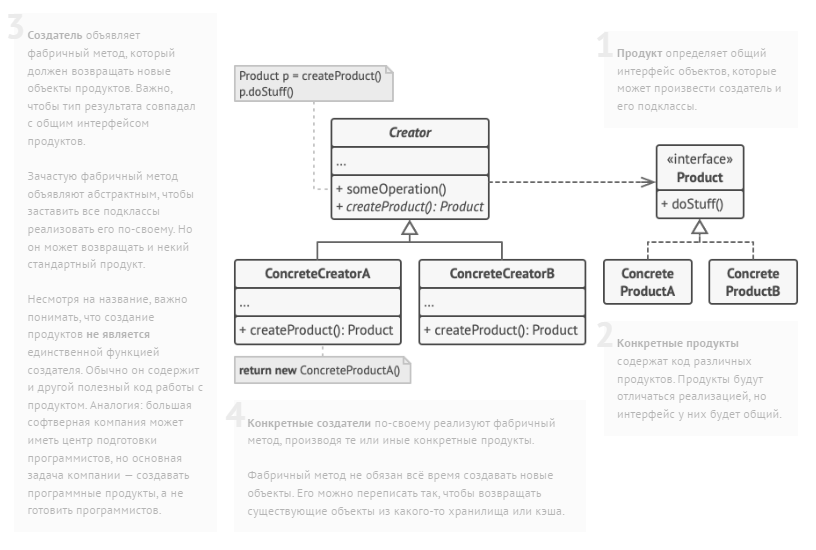 3
Создатель объявляет
фабричный метод, который
должен возвращать новые
объекты продуктов. Важно,
чтобы тип результата совпадал
с общим интерфейсом
продуктов.
Зачастую фабричный метод
объявляют абстрактным, чтобы
заставить все подклассы
реализовать его по-своему. Но
он может возвращать и некий
стандартный продукт.
Несмотря на название, важно
понимать, что создание
продуктов не является
единственной функцией
создателя. Обычно он содержит
и другой полезный код работы с
продуктом. Аналогия: большая
софтверная компания может
иметь центр подготовки
программистов, но основная
задача компании — создавать
программные продукты, а не
готовить программистов.
Product p = createProduct()
p.doStuff()
Creator
...
+ someOperation()
+ createProduct(): Product
1
Продукт определяет общий
интерфейс объектов, которые
может произвести создатель и
его подклассы.
«interface»
Product
+ doStuff()
ConcreteCreatorA
...
+ createProduct(): Product
ConcreteCreatorB
...
+ createProduct(): Product
Concrete
ProductA
Concrete
ProductB
return new ConcreteProductA()
2
Конкретные продукты
содержат код различных
продуктов. Продукты будут
отличаться реализацией, но
интерфейс у них будет общий.
4
Конкретные создатели по-своему реализуют фабричный
метод, производя те или иные конкретные продукты.
Фабричный метод не обязан всё время создавать новые
объекты. Его можно переписать так, чтобы возвращать
существующие объекты из какого-то хранилища или кэша.